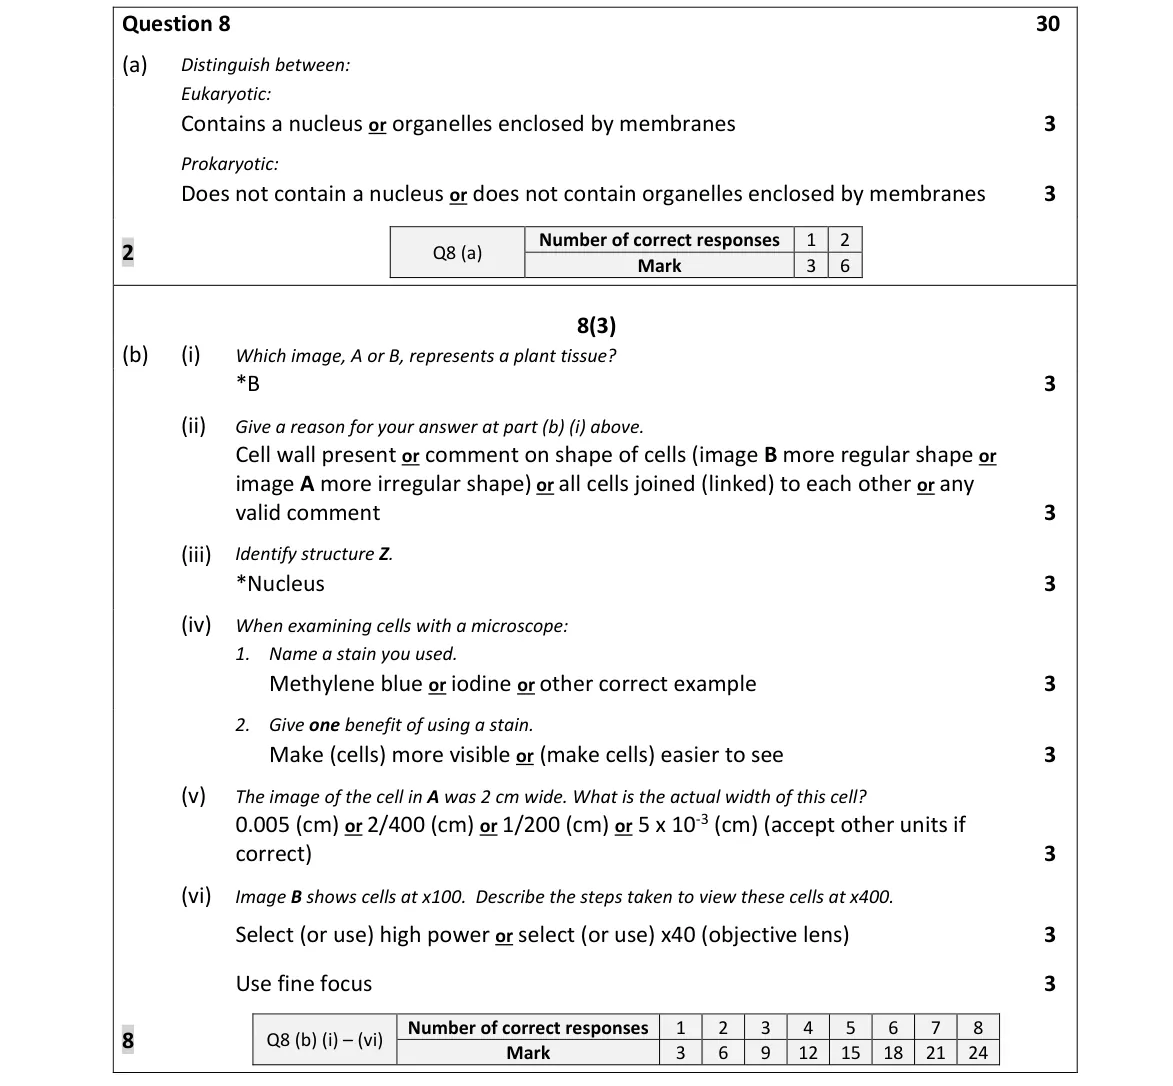 Question 8 30
(a) Distinguish between:
Eukaryotic:
Contains a nucleus or organelles enclosed by membranes 3
Prokaryotic:
Does not contain a nucleus or does not contain organelles enclosed by membranes 3
2 Q8 (a) Number of correct responses 1 2
Mark 3 6
8(3)
(b) (i) Which image, A or B, represents a plant tissue?
*B 3
(ii) Give a reason for your answer at part (b) (i) above.
Cell wall present or comment on shape of cells (image B more regular shape or
image A more irregular shape) or all cells joined (linked) to each other or any
valid comment 3
(iii) Identify structure Z.
*Nucleus 3
(iv) When examining cells with a microscope:
1. Name a stain you used.
Methylene blue or iodine or other correct example 3
2. Give one benefit of using a stain.
Make (cells) more visible or (make cells) easier to see 3
(v) The image of the cell in A was 2 cm wide. What is the actual width of this cell?
0.005 (cm) or 2/400 (cm) or 1/200 (cm) or 5 x 10⁻³ (cm) (accept other units if
correct) 3
(vi) Image B shows cells at x100. Describe the steps taken to view these cells at x400.
Select (or use) high power or select (or use) x40 (objective lens) 3
Use fine focus 3
8 Q8 (b) (i) – (vi) Number of correct responses 1 2 3 4 5 6 7 8
Mark 3 6 9 12 15 18 21 24